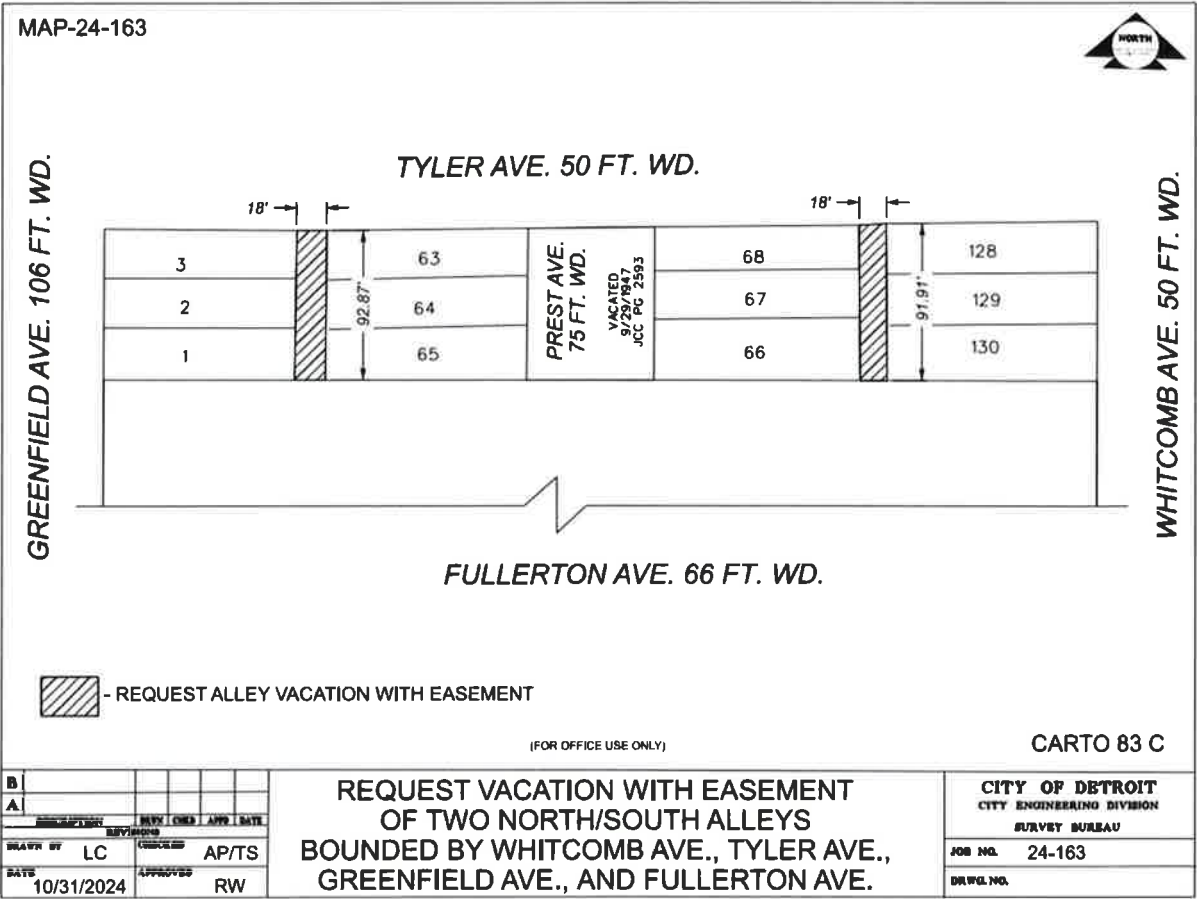 MAP-24-163
NORTH
TYLER AVE. 50 FT. WD.
GREENFIELD AVE. 106 FT. WD.
WHITCOMB AVE. 50 FT. WD.
18'
18'
3
2
1
92.87'
63
64
65
PREST AVE.
75 FT. WD.
VACATED
9/29/1947
JCC PG 2593
68
67
66
91.91'
128
129
130
FULLERTON AVE. 66 FT. WD.
- REQUEST ALLEY VACATION WITH EASEMENT
(FOR OFFICE USE ONLY)
CARTO 83 C
B
A
DRWN CHKD APPD DATE
REVISIONS
DRAWN BY LC
CHECKED AP/TS
DATE 10/31/2024
APPROVED RW
REQUEST VACATION WITH EASEMENT
OF TWO NORTH/SOUTH ALLEYS
BOUNDED BY WHITCOMB AVE., TYLER AVE.,
GREENFIELD AVE., AND FULLERTON AVE.
CITY OF DETROIT
CITY ENGINEERING DIVISION
SURVEY BUREAU
JOB NO. 24-163
DRWG. NO.